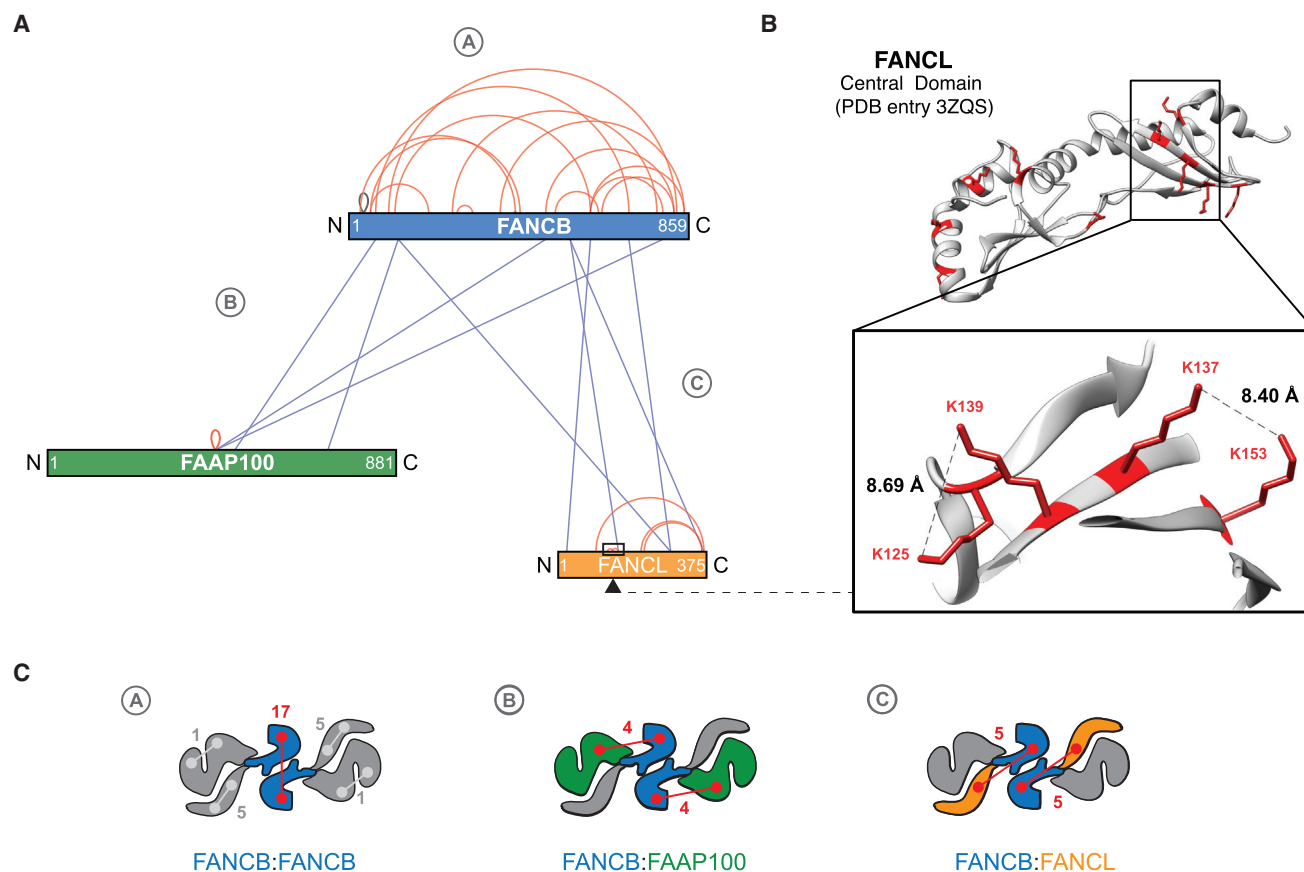 A
B
A
FANCL
Central Domain
(PDB entry 3ZQS)
N 1 FANCB 859 C
B
C
K137
8.40 Å
K139
K153
8.69 Å
K125
N 1 FAAP100 881 C
N 1 FANCL 375 C
C
A
17
5
1
5
1
FANCB:FANCB
B
4
4
FANCB:FAAP100
C
5
5
FANCB:FANCL